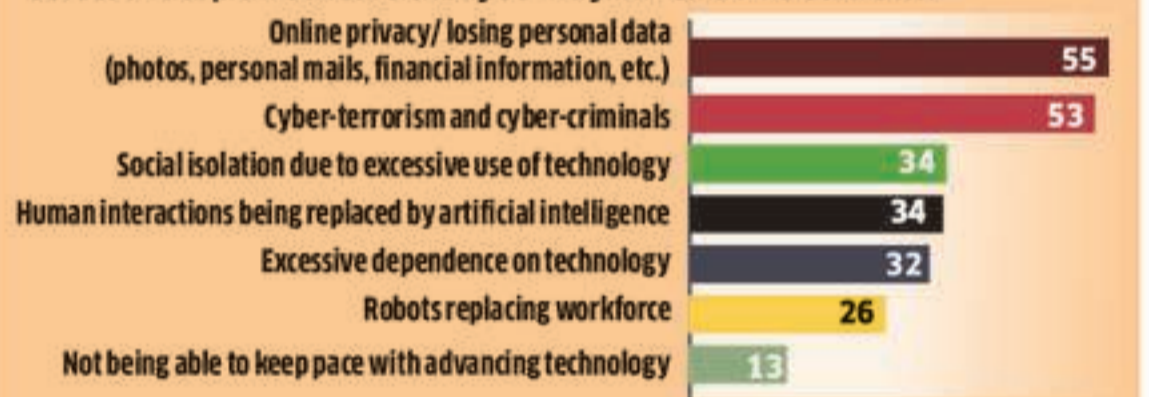 Online privacy/ losing personal data
(photos, personal mails, financial information, etc.)
55
Cyber-terrorism and cyber-criminals
53
Social isolation due to excessive use of technology
34
Human interactions being replaced by artificial intelligence
34
Excessive dependence on technology
32
Robots replacing workforce
26
Not being able to keep pace with advancing technology
13